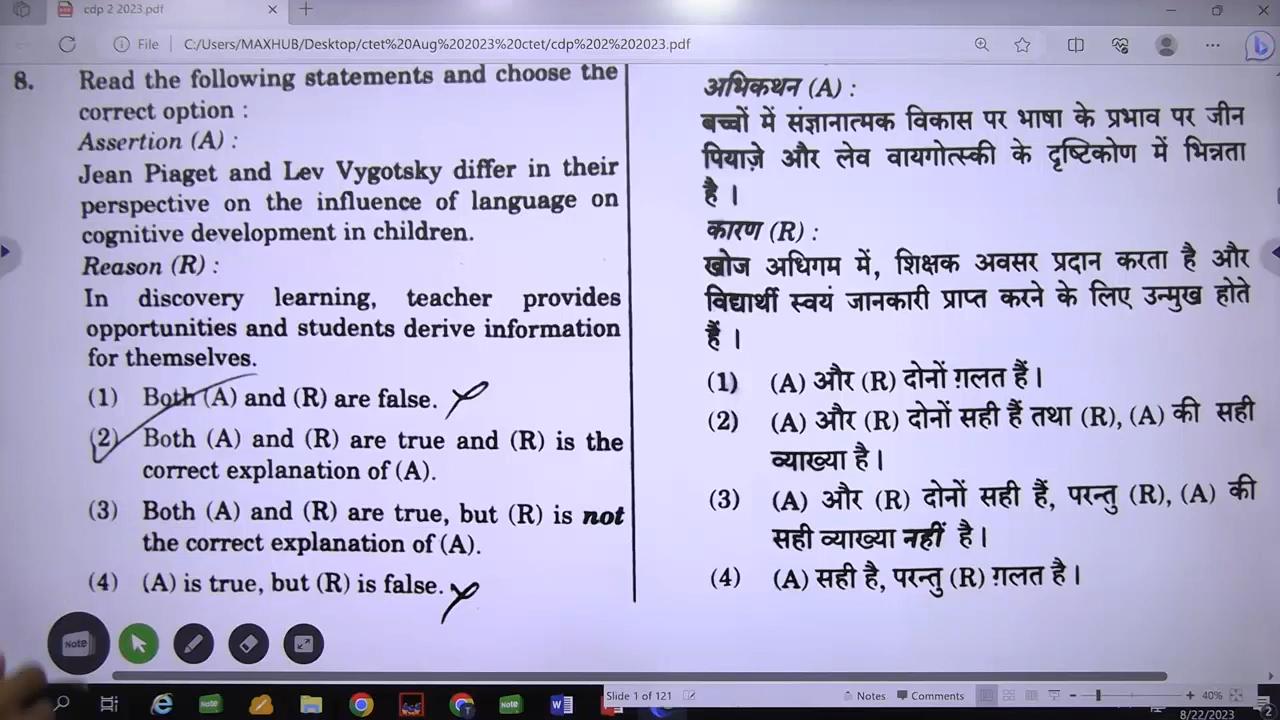 cdp 2 2023.pdf
File C:/Users/MAXHUB/Desktop/ctet%20Aug%202023%20ctet/cdp%202%202023.pdf
8. Read the following statements and choose the
correct option :
Assertion (A) :
Jean Piaget and Lev Vygotsky differ in their
perspective on the influence of language on
cognitive development in children.
Reason (R) :
In discovery learning, teacher provides
opportunities and students derive information
for themselves.
(1) Both (A) and (R) are false.
(2) Both (A) and (R) are true and (R) is the
correct explanation of (A).
(3) Both (A) and (R) are true, but (R) is not
the correct explanation of (A).
(4) (A) is true, but (R) is false.
अभिकथन (A) :
बच्चों में संज्ञानात्मक विकास पर भाषा के प्रभाव पर जीन
पियाज़े और लेव वायगोत्स्की के दृष्टिकोण में भिन्नता
है ।
कारण (R) :
खोज अधिगम में, शिक्षक अवसर प्रदान करता है और
विद्यार्थी स्वयं जानकारी प्राप्त करने के लिए उन्मुख होते
हैं ।
(1) (A) और (R) दोनों ग़लत हैं ।
(2) (A) और (R) दोनों सही हैं तथा (R), (A) की सही
व्याख्या है ।
(3) (A) और (R) दोनों सही हैं, परन्तु (R), (A) की
सही व्याख्या नहीं है ।
(4) (A) सही है, परन्तु (R) ग़लत है ।
Note
Note
Note
Slide 1 of 121 Notes Comments 40%
8/22/2023